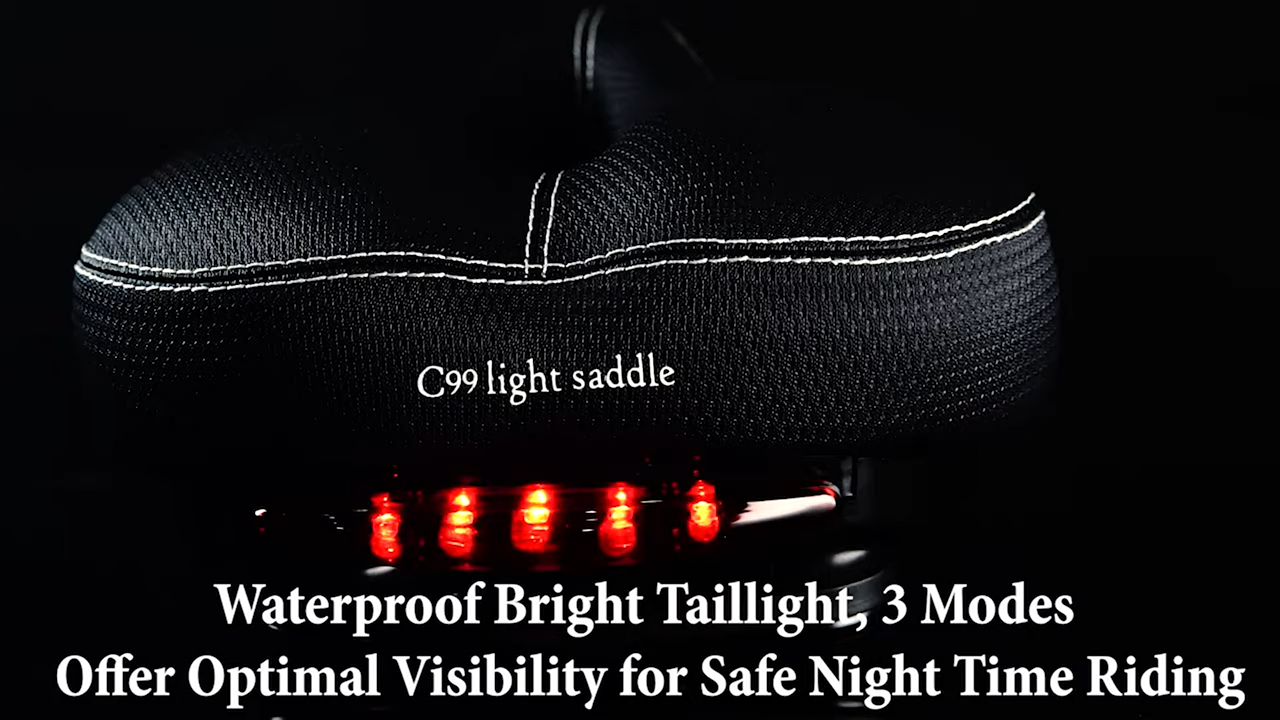 C99 light saddle
Waterproof Bright Taillight, 3 Modes
Offer Optimal Visibility for Safe Night Time Riding